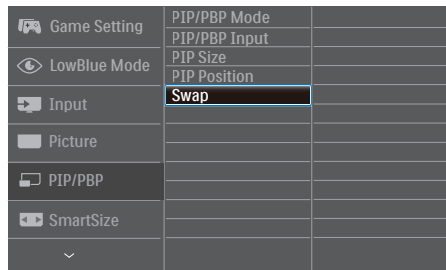 Game Setting
LowBlue Mode
Input
Picture
PIP/PBP
SmartSize
PIP/PBP Mode
PIP/PBP Input
PIP Size
PIP Position
Swap